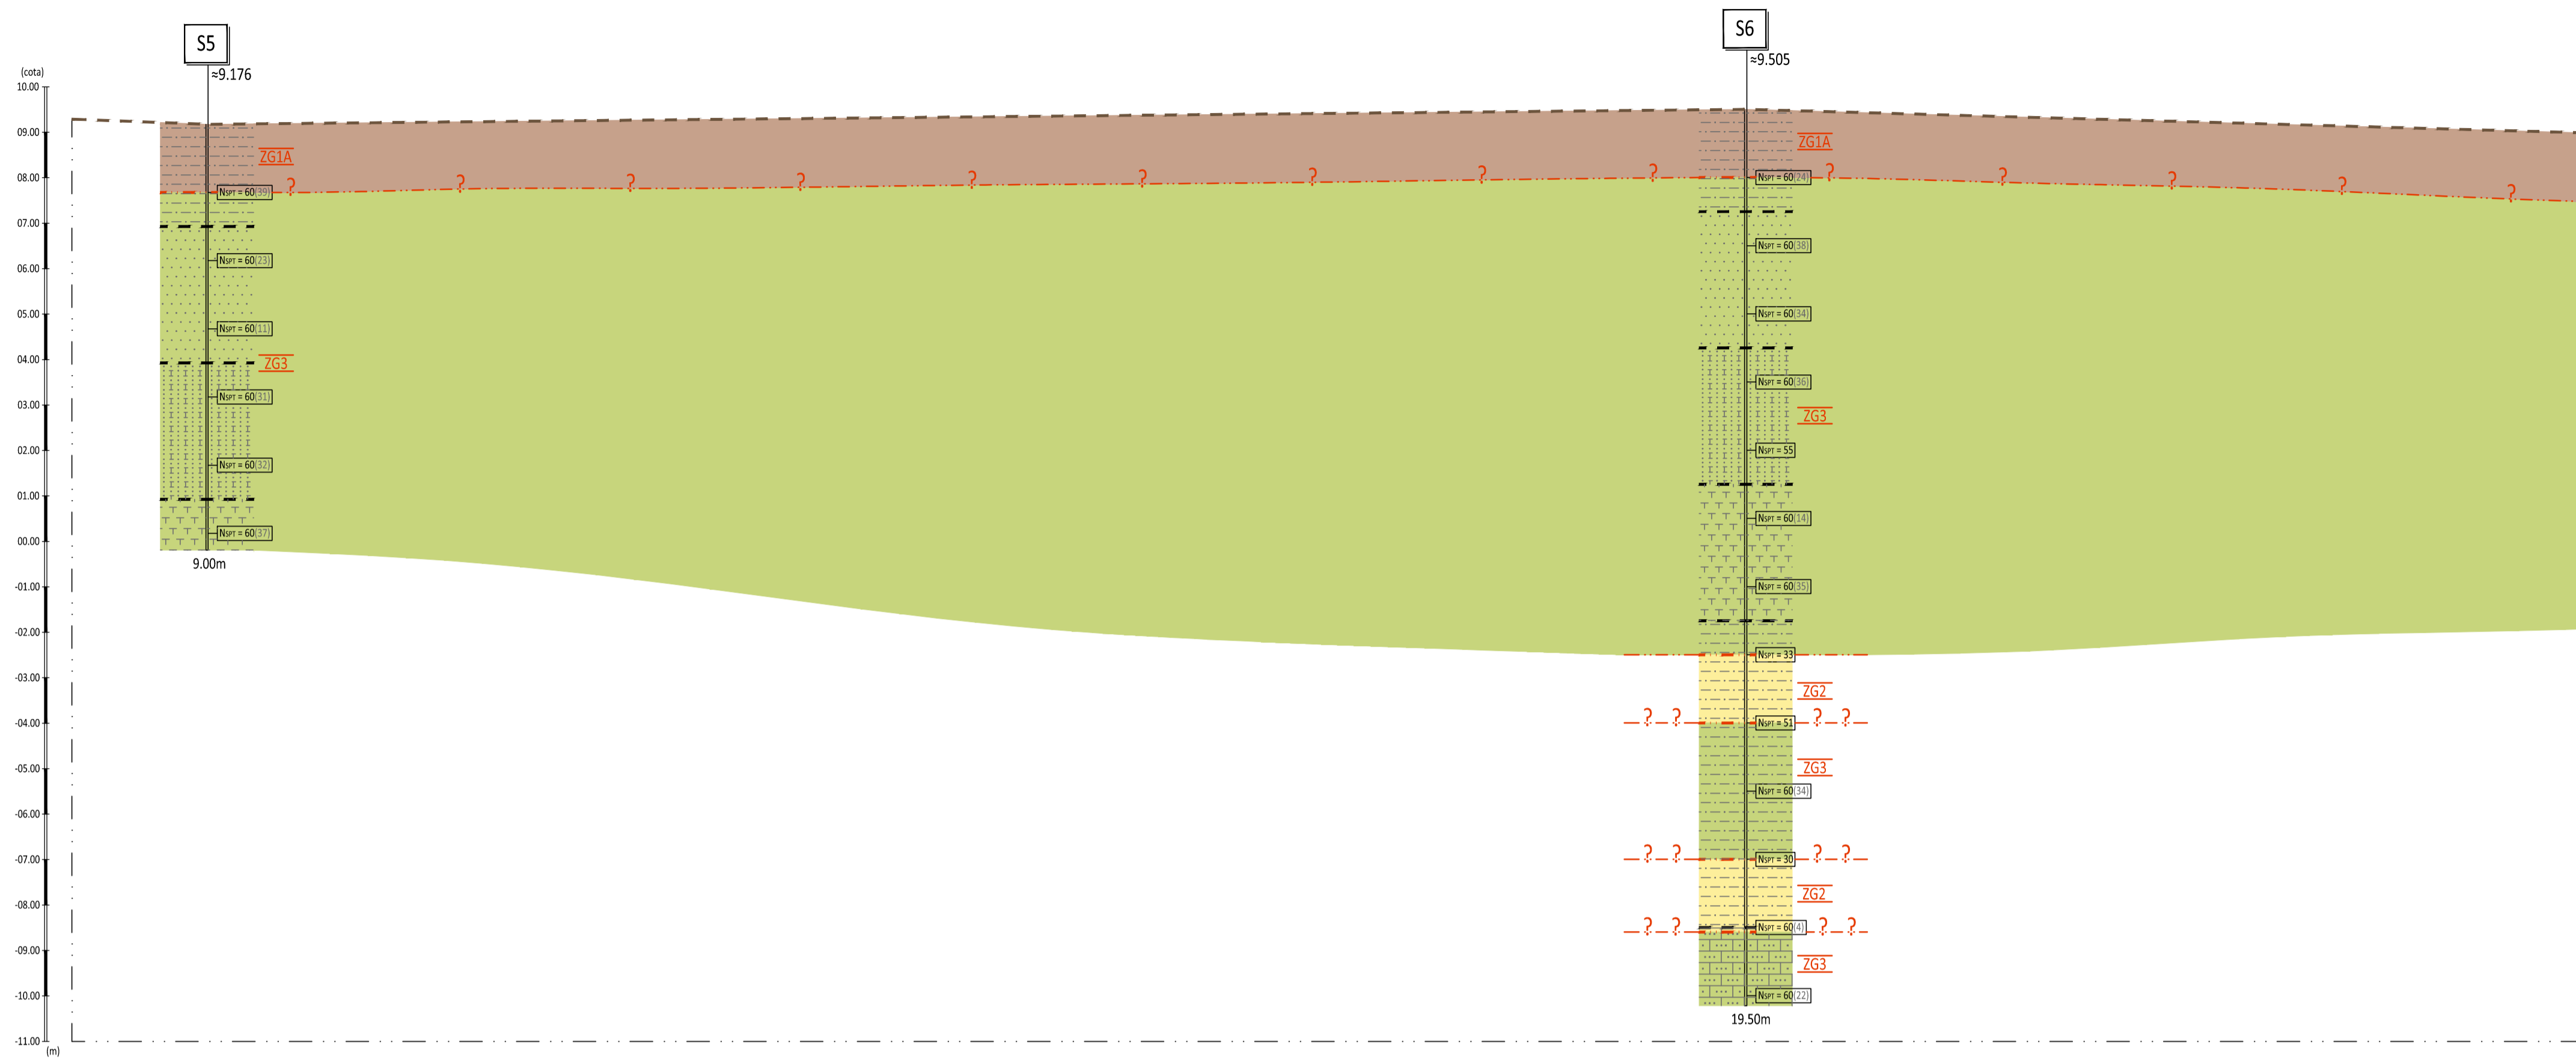 S5
≈9.176
S6
≈9.505
(cota)
10.00
09.00
08.00
07.00
06.00
05.00
04.00
03.00
02.00
01.00
00.00
-01.00
-02.00
-03.00
-04.00
-05.00
-06.00
-07.00
-08.00
-09.00
-10.00
-11.00
(m)
ZG1A
NSPT = 60(39)
NSPT = 60(23)
NSPT = 60(11)
ZG3
NSPT = 60(31)
NSPT = 60(32)
NSPT = 60(37)
9.00m
? ? ? ? ? ? ? ? ? ? ? ? ? ?
ZG1A
NSPT = 60(24)
NSPT = 60(38)
NSPT = 60(34)
NSPT = 60(36)
ZG3
NSPT = 55
NSPT = 60(14)
NSPT = 60(35)
NSPT = 33
ZG2
? ? NSPT = 51 ? ?
ZG3
NSPT = 60(34)
? ? NSPT = 30 ? ?
ZG2
? ? NSPT = 60(4) ? ?
ZG3
NSPT = 60(22)
19.50m